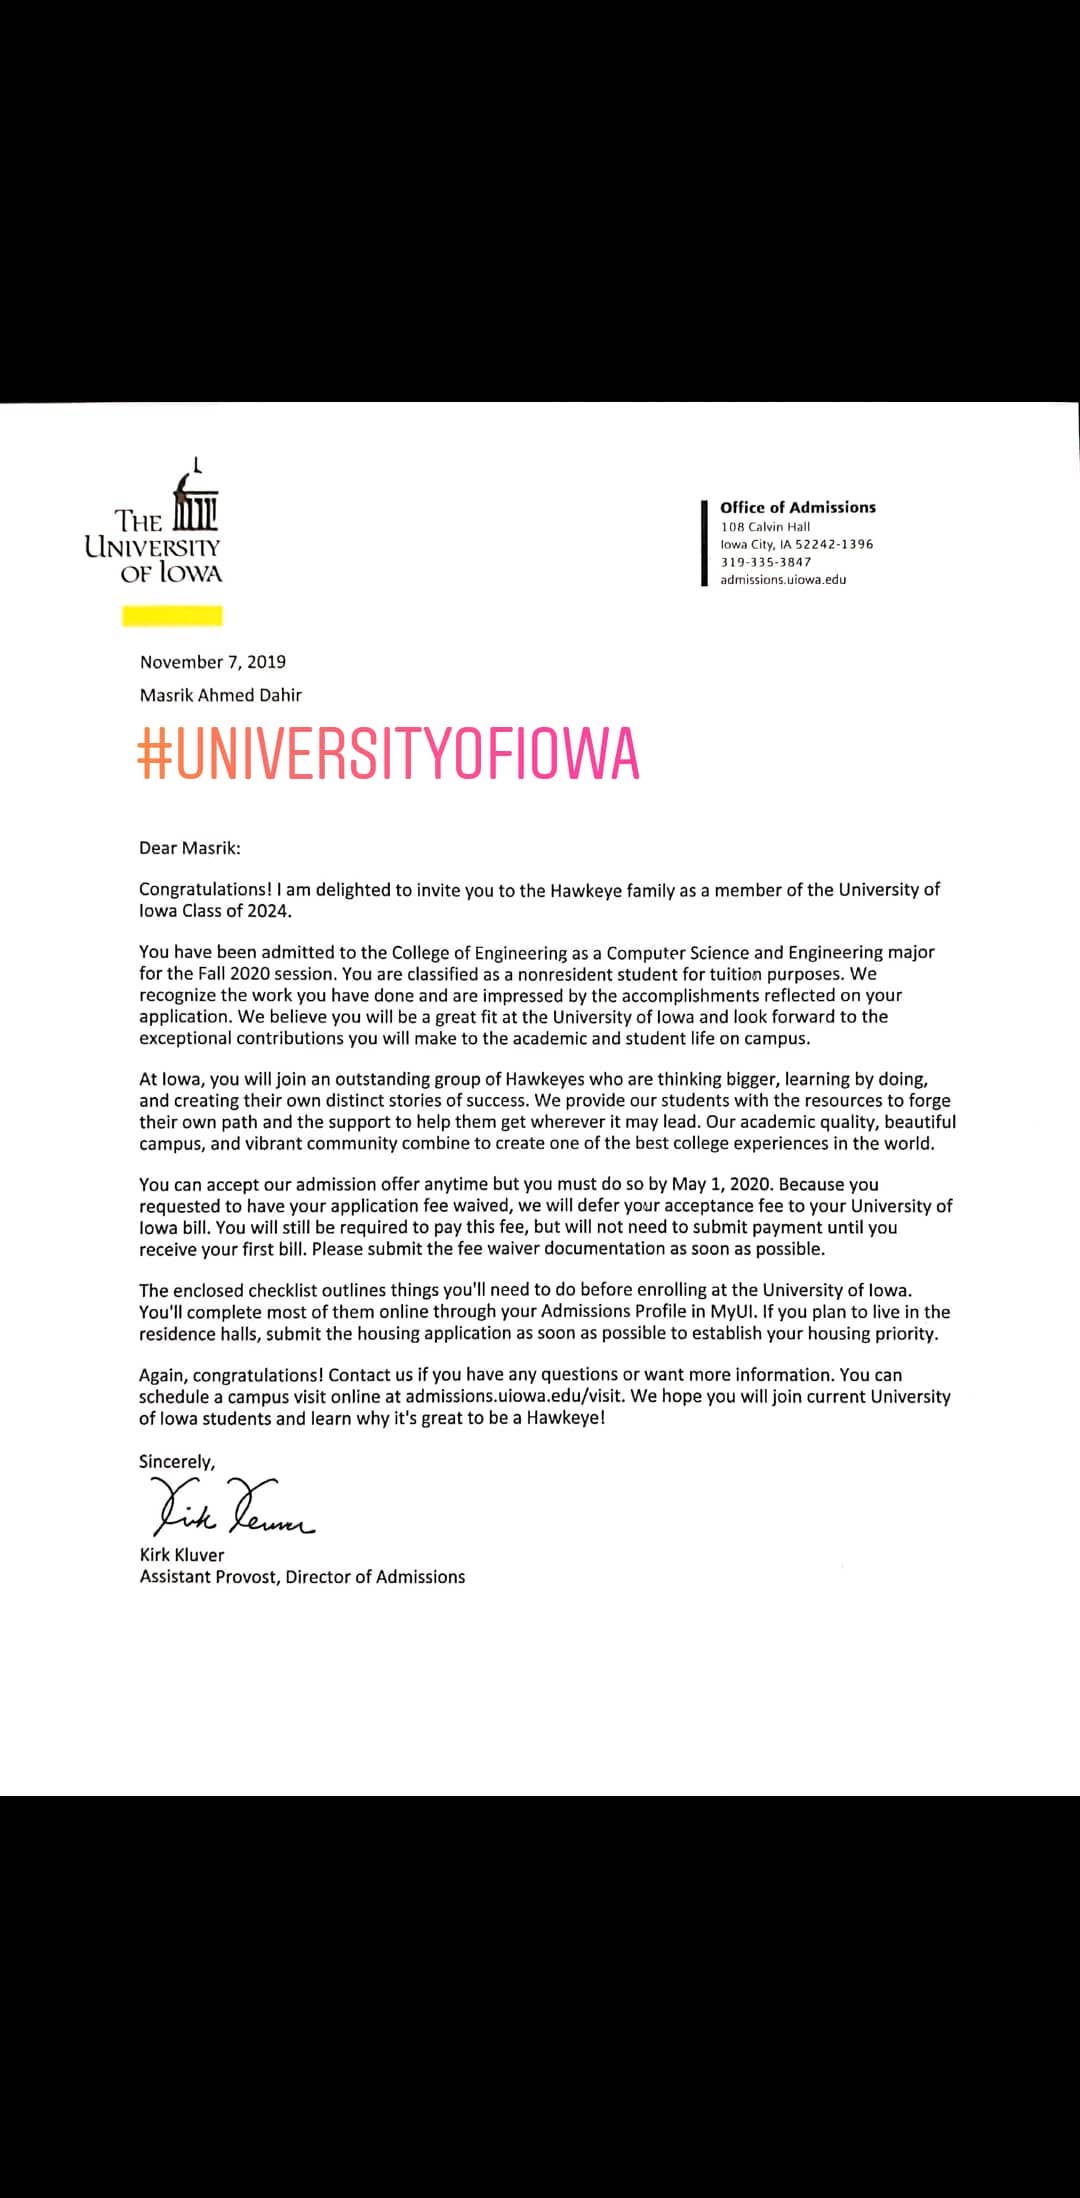 THE
UNIVERSITY
OF IOWA
Office of Admissions
108 Calvin Hall
Iowa City, IA 52242-1396
319-335-3847
admissions.uiowa.edu
November 7, 2019
Masrik Ahmed Dahir
#UNIVERSITYOFIOWA
Dear Masrik:
Congratulations! I am delighted to invite you to the Hawkeye family as a member of the University of
Iowa Class of 2024.
You have been admitted to the College of Engineering as a Computer Science and Engineering major
for the Fall 2020 session. You are classified as a nonresident student for tuition purposes. We
recognize the work you have done and are impressed by the accomplishments reflected on your
application. We believe you will be a great fit at the University of Iowa and look forward to the
exceptional contributions you will make to the academic and student life on campus.
At Iowa, you will join an outstanding group of Hawkeyes who are thinking bigger, learning by doing,
and creating their own distinct stories of success. We provide our students with the resources to forge
their own path and the support to help them get wherever it may lead. Our academic quality, beautiful
campus, and vibrant community combine to create one of the best college experiences in the world.
You can accept our admission offer anytime but you must do so by May 1, 2020. Because you
requested to have your application fee waived, we will defer your acceptance fee to your University of
Iowa bill. You will still be required to pay this fee, but will not need to submit payment until you
receive your first bill. Please submit the fee waiver documentation as soon as possible.
The enclosed checklist outlines things you'll need to do before enrolling at the University of Iowa.
You'll complete most of them online through your Admissions Profile in MyUI. If you plan to live in the
residence halls, submit the housing application as soon as possible to establish your housing priority.
Again, congratulations! Contact us if you have any questions or want more information. You can
schedule a campus visit online at admissions.uiowa.edu/visit. We hope you will join current University
of Iowa students and learn why it's great to be a Hawkeye!
Sincerely,
Kirk Kluver
Kirk Kluver
Assistant Provost, Director of Admissions